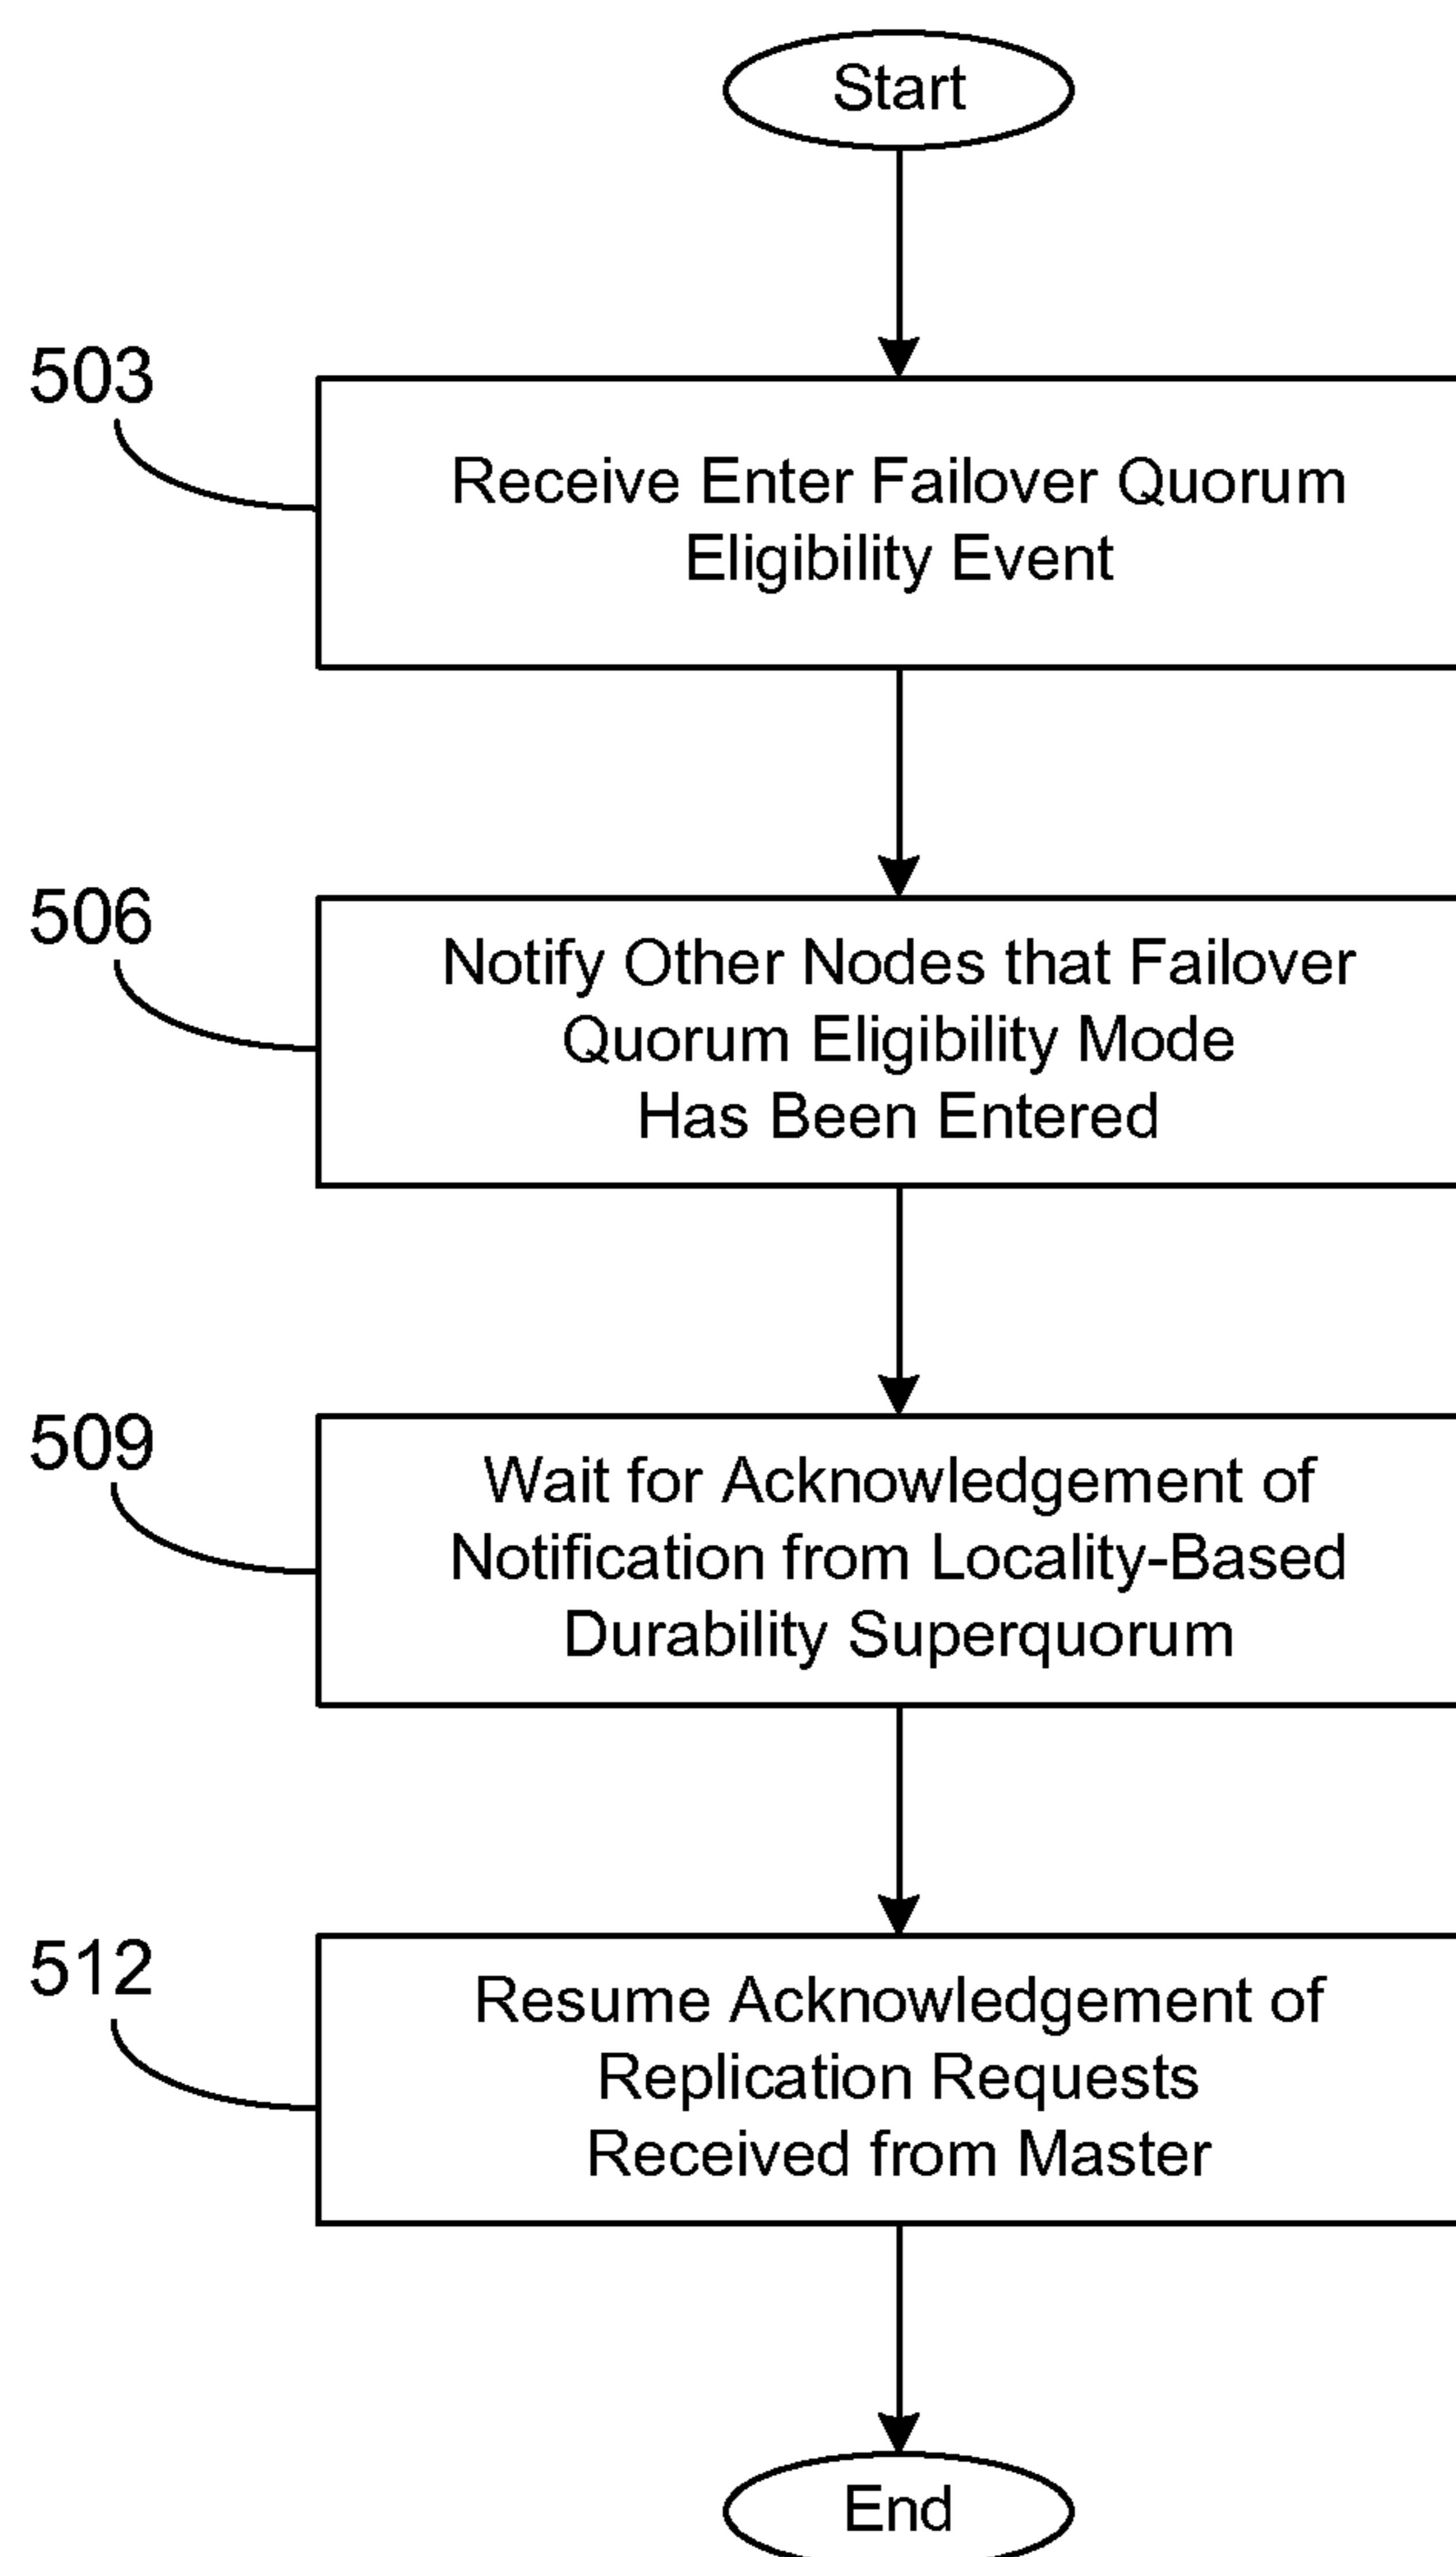 Start
503
Receive Enter Failover Quorum
Eligibility Event
506
Notify Other Nodes that Failover
Quorum Eligibility Mode
Has Been Entered
509
Wait for Acknowledgement of
Notification from Locality-Based
Durability Superquorum
512
Resume Acknowledgement of
Replication Requests
Received from Master
End